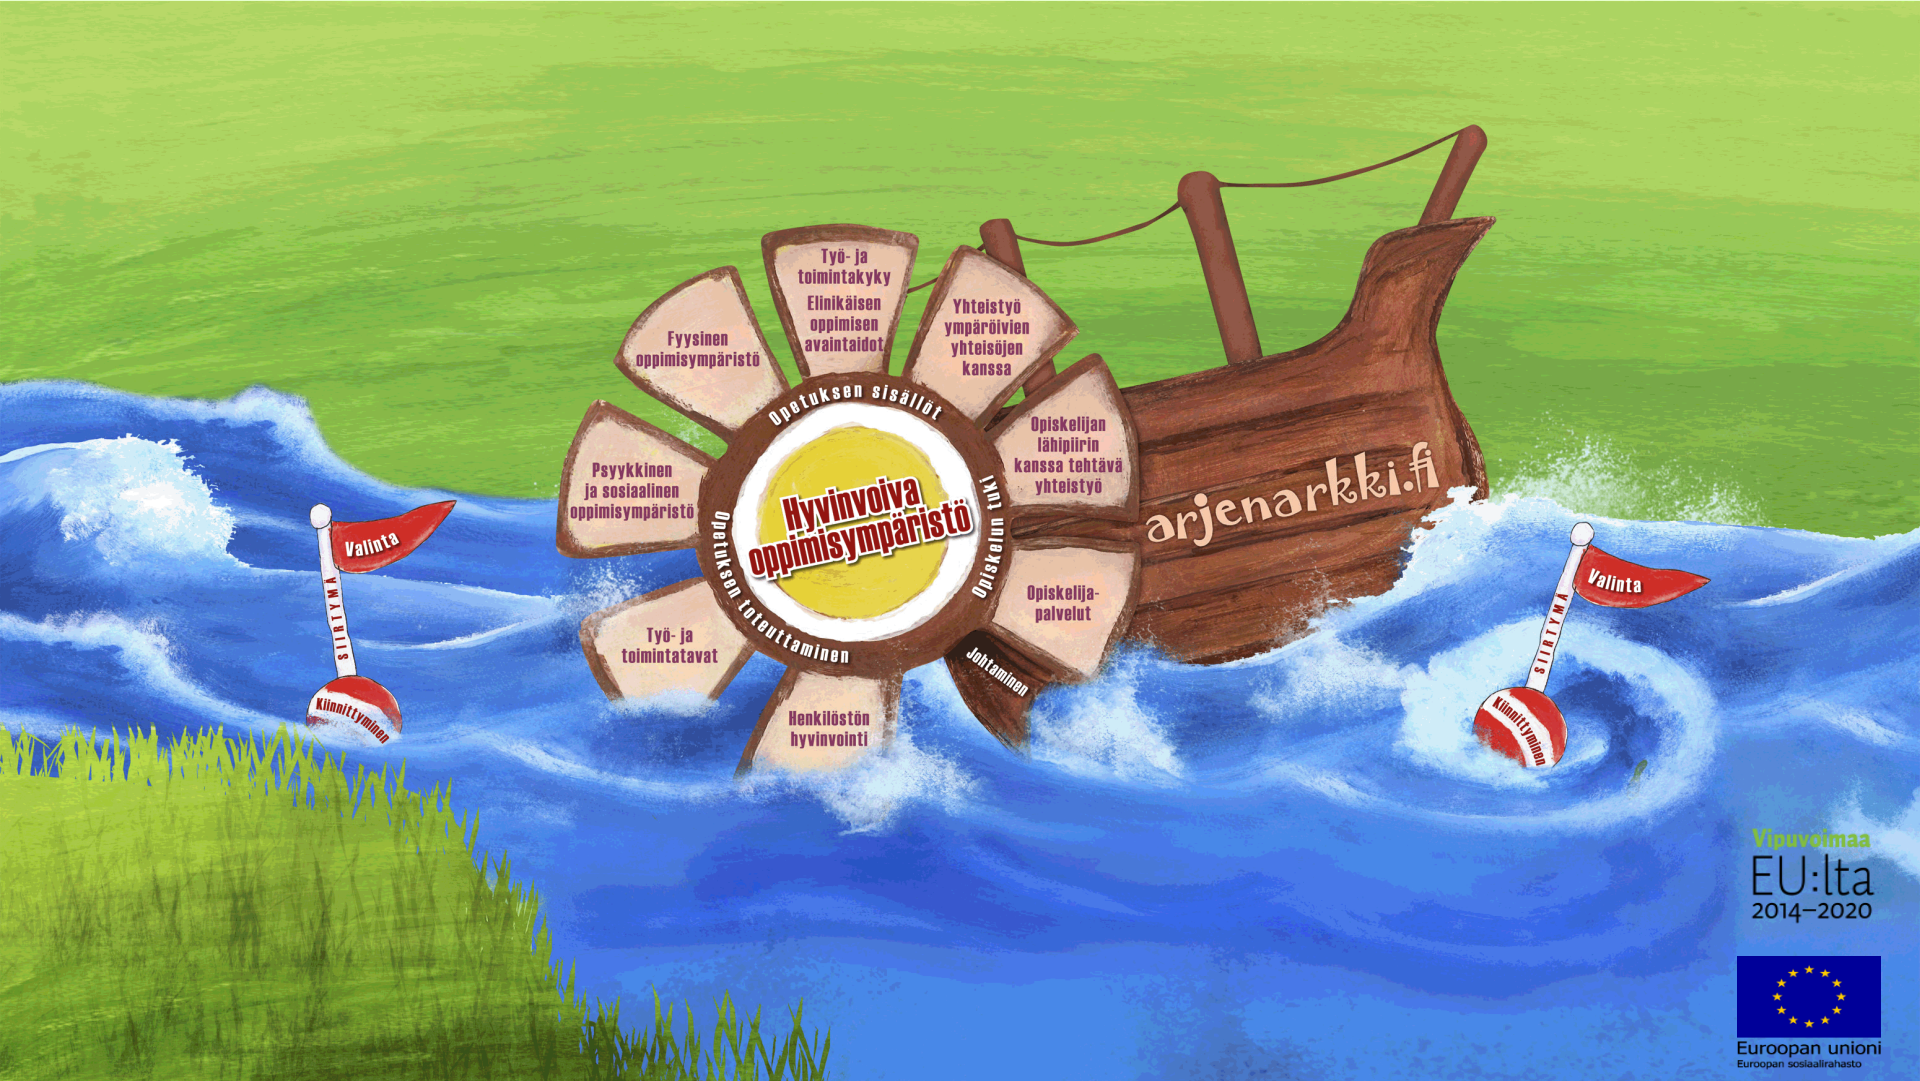 Työ- ja
toimintakyky
Elinikäisen
oppimisen
avaintaidot
Yhteistyö
ympäröivien
yhteisöjen
kanssa
Fyysinen
oppimisympäristö
Opiskelijan
lähipiirin
kanssa tehtävä
yhteistyö
Psyykkinen
ja sosiaalinen
oppimisympäristö
Opetuksen sisällöt
Hyvinvoiva
oppimisympäristö
Opiskelun tuki
Opetuksen toteuttaminen
Opiskelija-
palvelut
Työ- ja
toimintatavat
Johtaminen
Henkilöstön
hyvinvointi
arjenarkki.fi
Valinta
SIIRTYMÄ
Kiinnittyminen
Valinta
SIIRTYMÄ
Kiinnittyminen
Vipuvoimaa
EU:lta
2014–2020
Euroopan unioni
Euroopan sosiaalirahasto